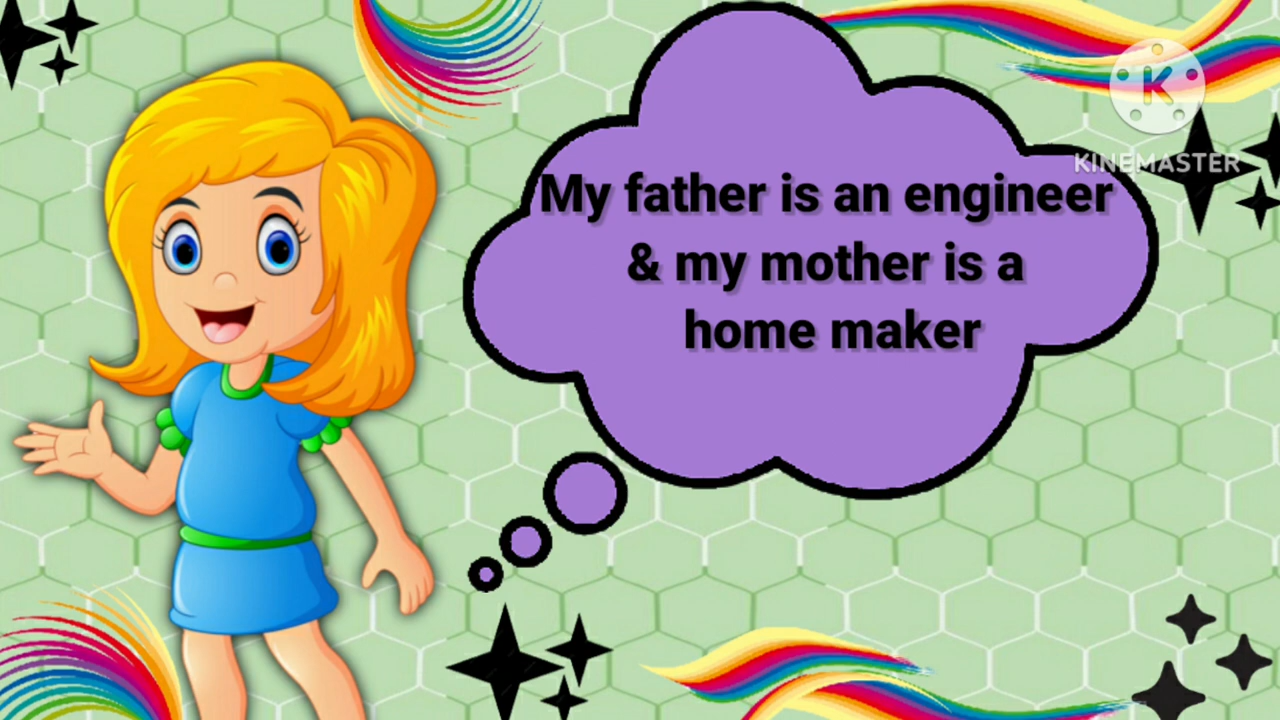 K
KINEMASTER
My father is an engineer
& my mother is a
home maker